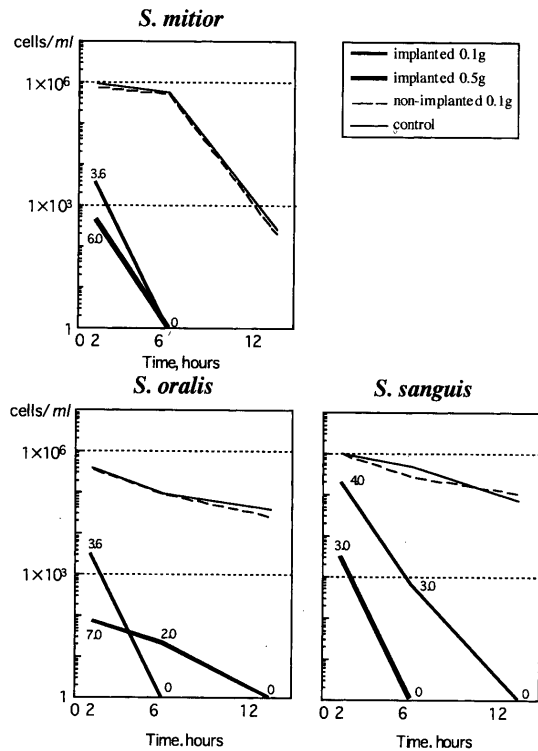 S. mitior
cells/ml
1×10⁶
3.6
1×10³
6.0
1
0
0 2 6 12
Time, hours
implanted 0.1g
implanted 0.5g
non-implanted 0.1g
control
S. oralis
cells/ml
1×10⁶
3.6
1×10³
7.0
2.0
1
0
0
0 2 6 12
Time. hours
S. sanguis
4.0
3.0
3.0
0
0
0 2 6 12
Time. hours